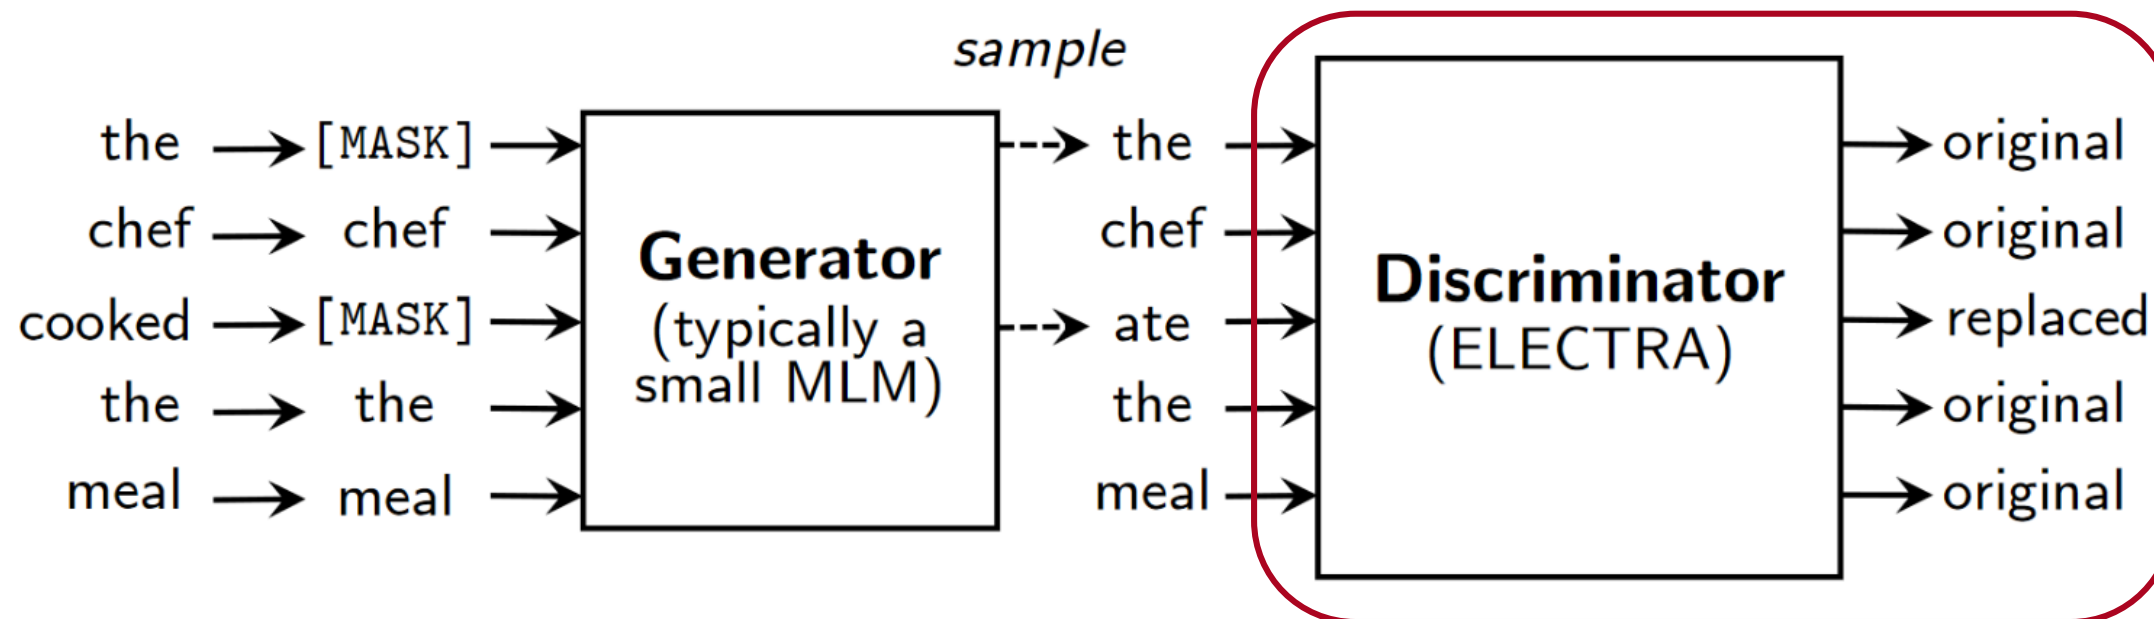 sample
the [MASK] the original
chef chef chef original
cooked [MASK] ate replaced
the the the original
meal meal meal original
Generator
(typically a
small MLM)
Discriminator
(ELECTRA)